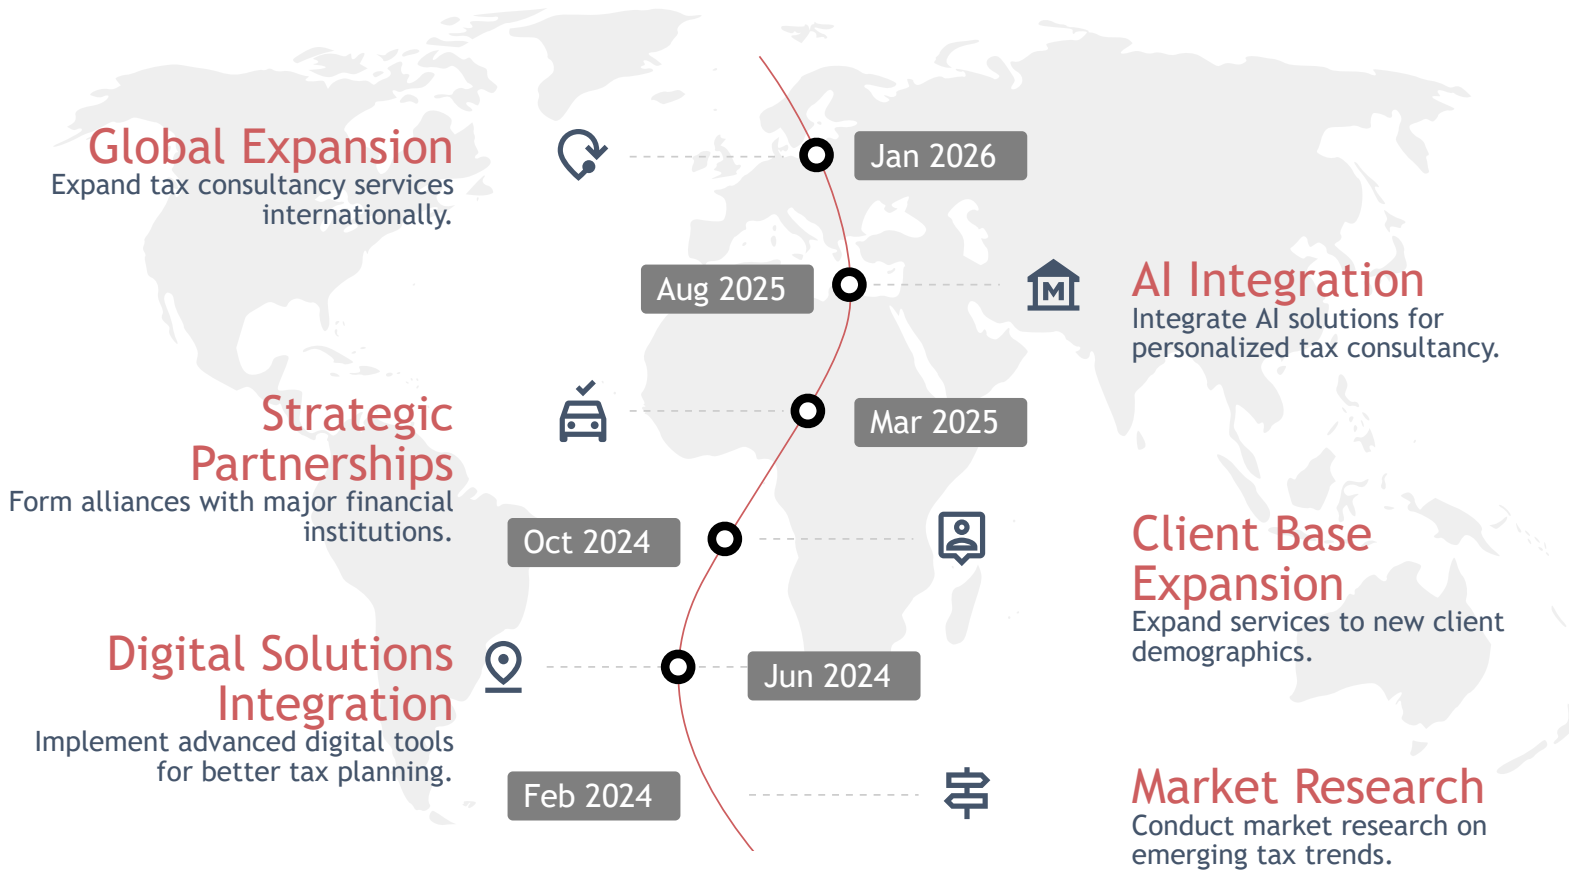 Global Expansion
Expand tax consultancy services
internationally.
Jan 2026
Aug 2025
AI Integration
Integrate AI solutions for
personalized tax consultancy.
Strategic
Partnerships
Form alliances with major financial
institutions.
Mar 2025
Oct 2024
Client Base
Expansion
Expand services to new client
demographics.
Digital Solutions
Integration
Implement advanced digital tools
for better tax planning.
Jun 2024
Feb 2024
M
Market Research
Conduct market research on
emerging tax trends.